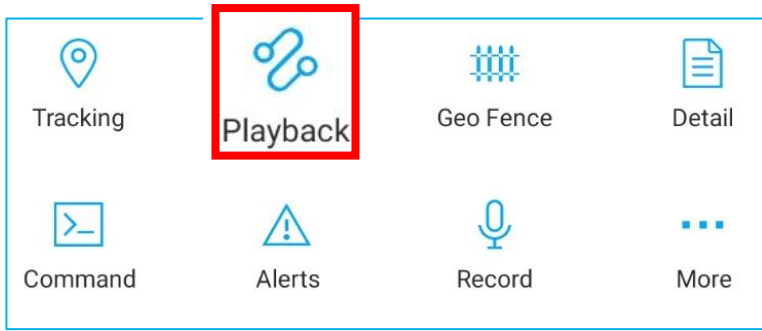 Tracking
Playback
Geo Fence
Detail
Command
Alerts
Record
More